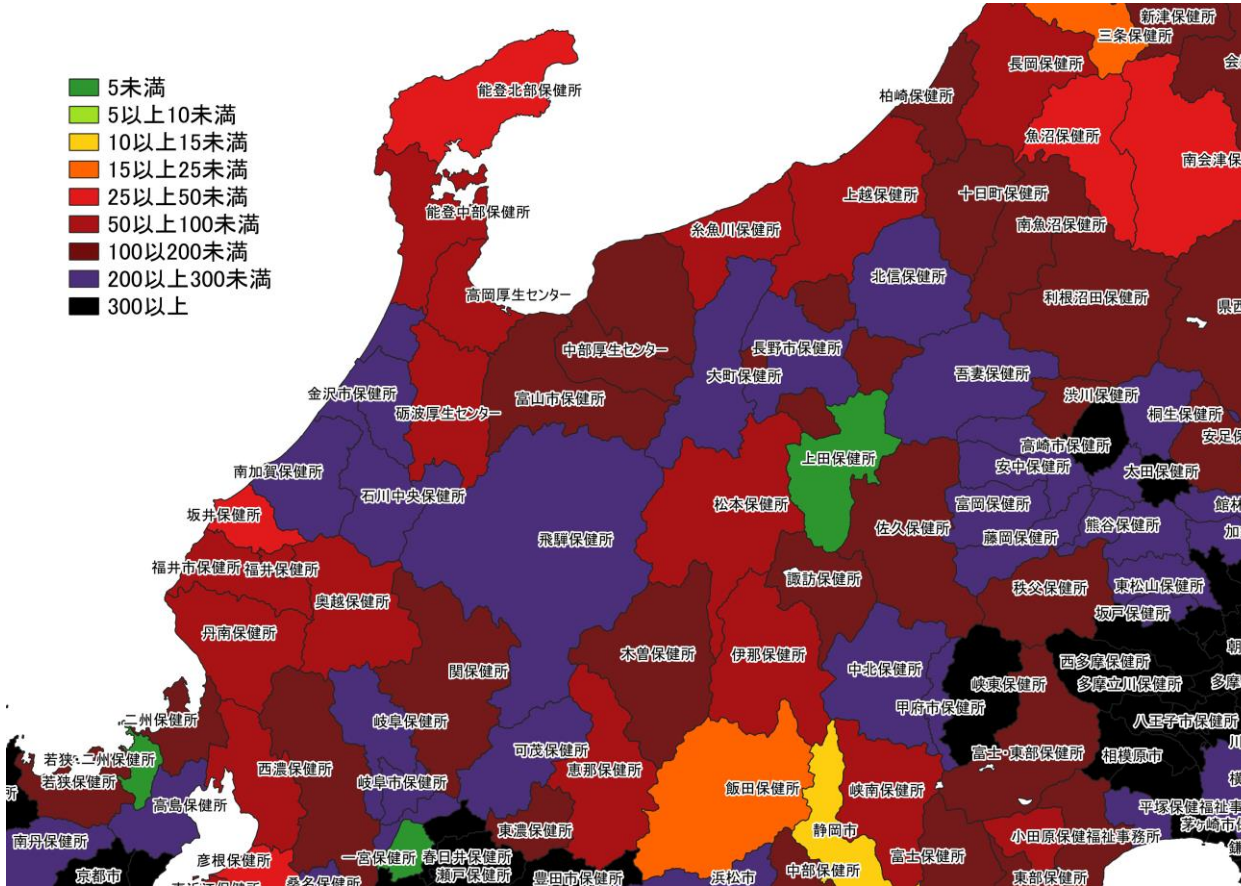 5未満
5以上10未満
10以上15未満
15以上25未満
25以上50未満
50以上100未満
100以200未満
200以上300未満
300以上
新津保健所
三条保健所
長岡保健所
能登北部保健所
柏崎保健所
魚沼保健所
南会津保
上越保健所
十日町保健所
能登中部保健所
南魚沼保健所
糸魚川保健所
北信保健所
高岡厚生センター
利根沼田保健所
県西
中部厚生センター
長野市保健所
大町保健所
吾妻保健所
金沢市保健所
富山市保健所
渋川保健所
砺波厚生センター
桐生保健所
高崎市保健所
安足保
上田保健所
安中保健所
太田保健所
南加賀保健所
石川中央保健所
松本保健所
富岡保健所
館林
坂井保健所
佐久保健所
熊谷保健所
加
飛騨保健所
藤岡保健所
福井市保健所
福井保健所
諏訪保健所
秩父保健所
東松山保健所
奥越保健所
坂戸保健所
丹南保健所
木曽保健所
伊那保健所
朝
関保健所
中北保健所
西多摩保健所
峡東保健所
多摩立川保健所
多摩
二州保健所
岐阜保健所
甲府市保健所
八王子市保健所
若狭・二州保健所
可茂保健所
富士・東部保健所
相模原市
川
若狭保健所
西濃保健所
恵那保健所
岐阜市保健所
飯田保健所
峡南保健所
横
所
高島保健所
平塚保健福祉事
東濃保健所
静岡市
小田原保健福祉事務所
茅ヶ崎市保
南丹保健所
彦根保健所
一宮保健所
春日井保健所
富士保健所
鎌
京都市
瀬戸保健所
豊田市保健所
浜松市
中部保健所
東部保健所
桑名保健所